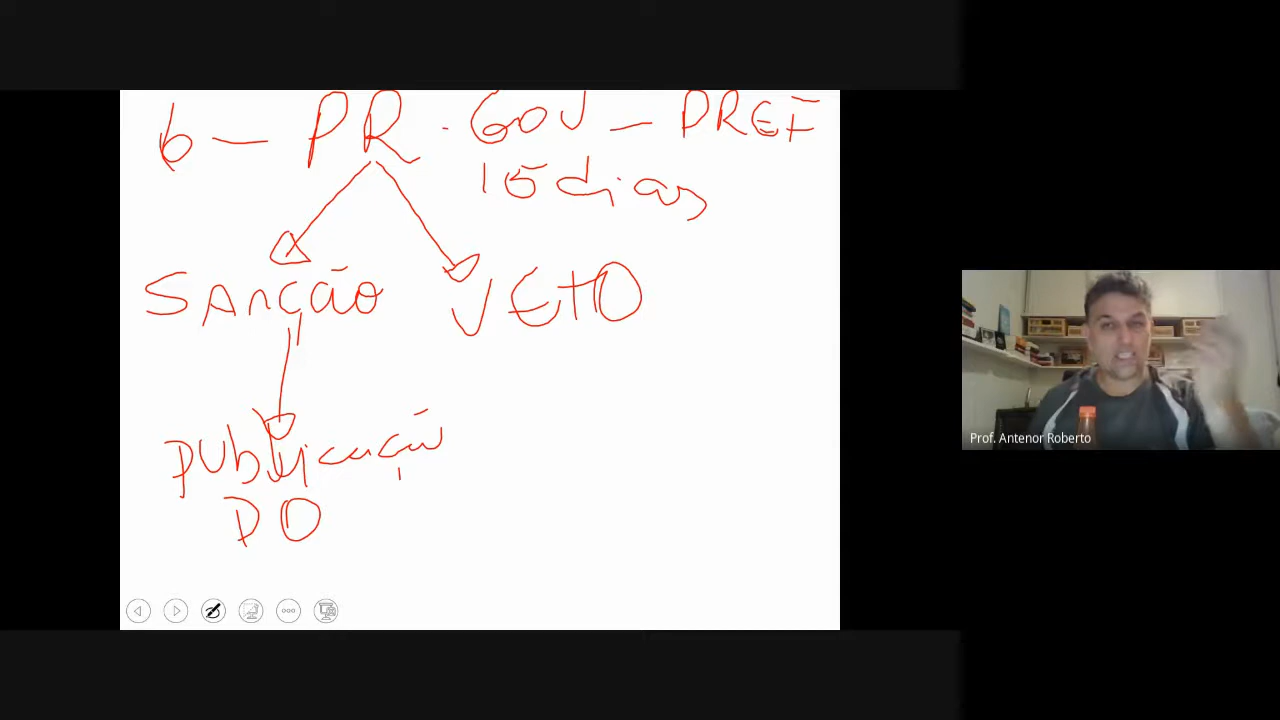 6 - PR. GOV - PREF
15 dias
SANÇÃO VETO
PUBLICAÇÃO
DO
Prof. Antenor Roberto